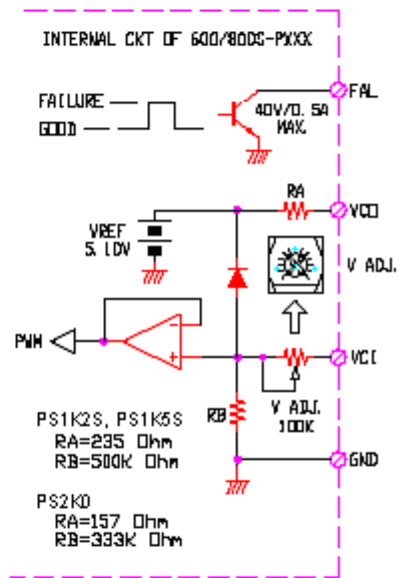 INTERNAL CKT OF 600/800S-PXXX
FAL
FAILURE
GOOD
40V/0.5A
MAX.
RA
VCO
VREF
5.10V
V ADJ.
PWM
-
+
VCI
RB
V ADJ.
100K
PS1K2S, PS1K5S
RA=235 Ohm
RB=500K Ohm
GND
PS2KO
RA=157 Ohm
RB=333K Ohm